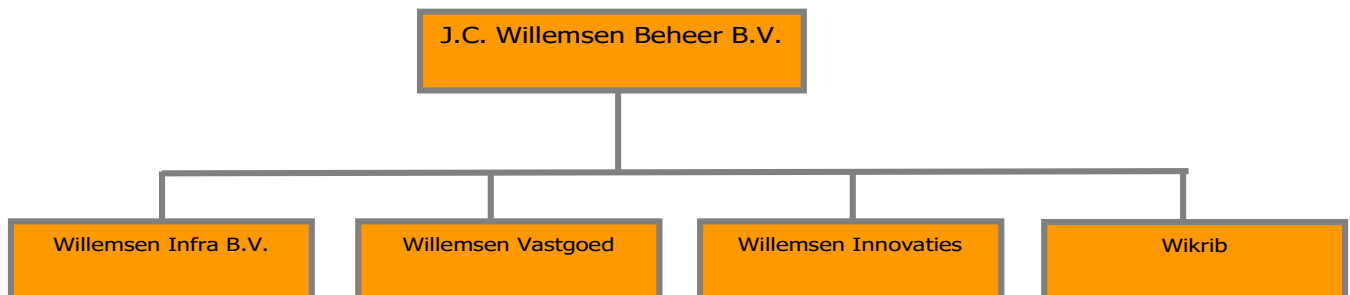 J.C. Willemsen Beheer B.V.
Willemsen Infra B.V.
Willemsen Vastgoed
Willemsen Innovaties
Wikrib